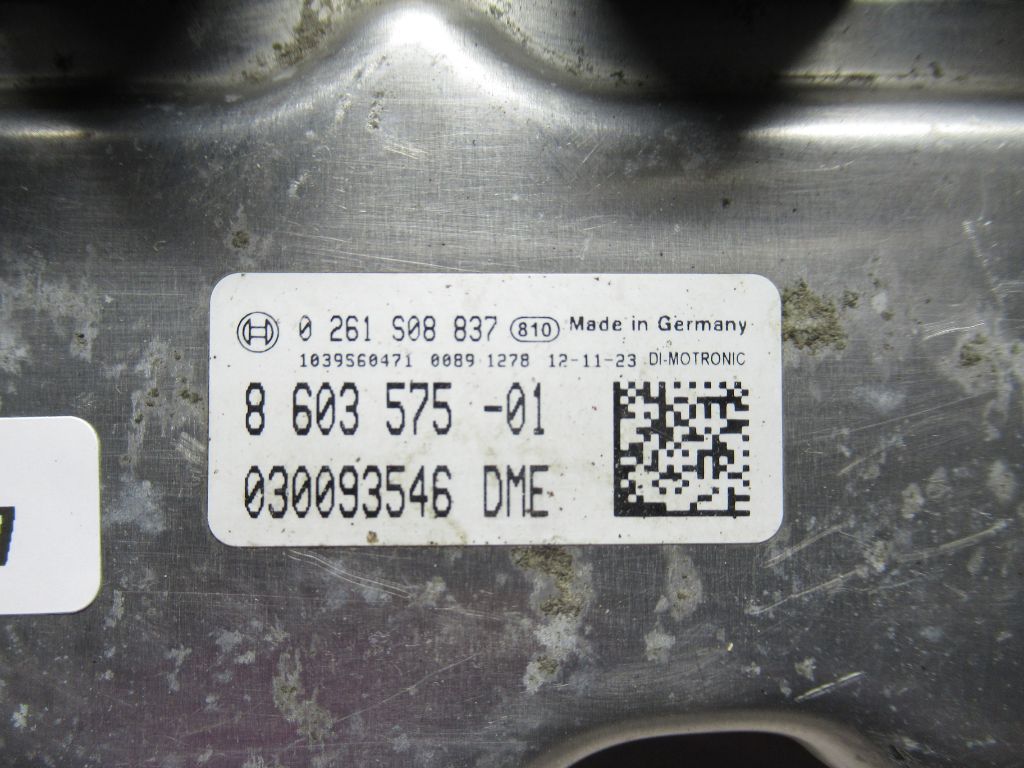 0 261 S08 837 810 Made in Germany
1039S60471 0089 1278 12-11-23 DI-MOTRONIC
8 603 575 -01
030093546 DME